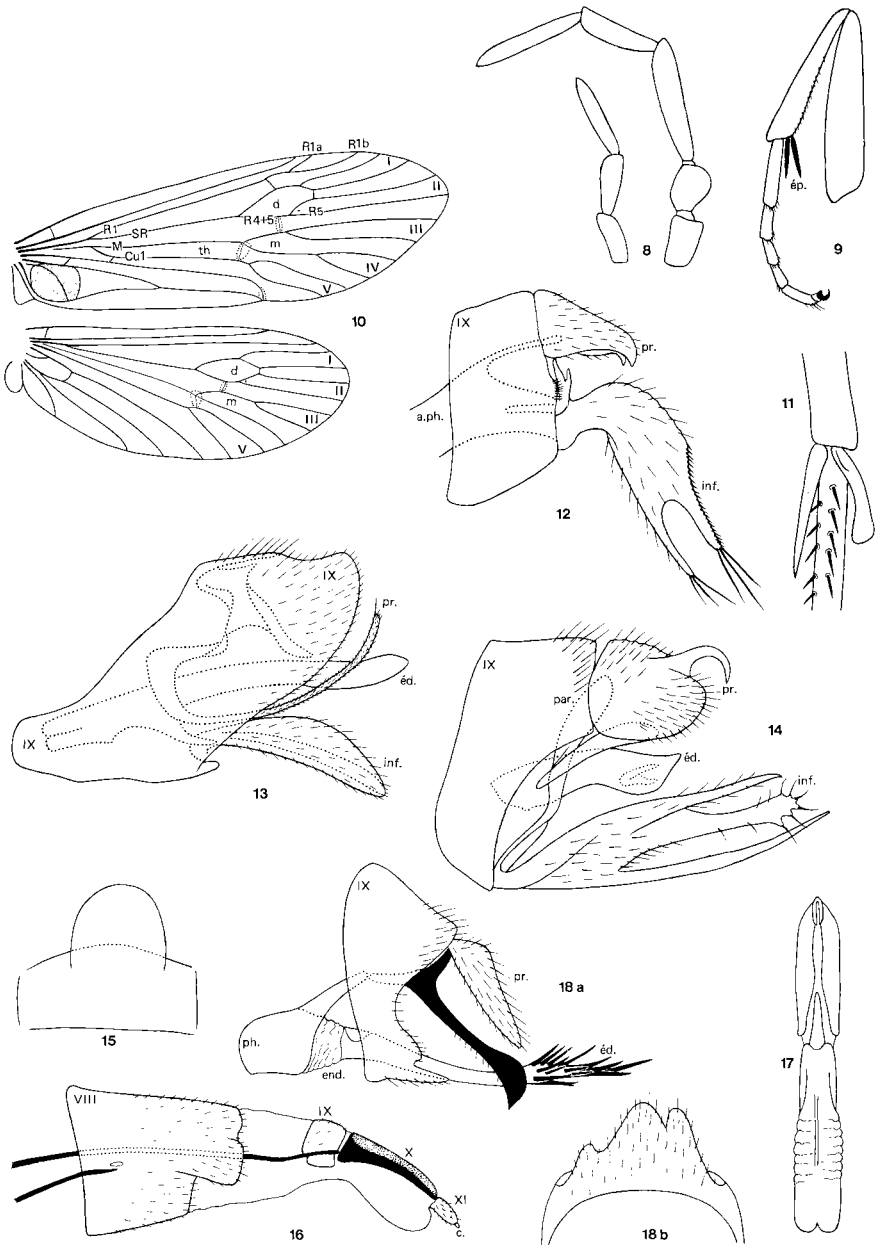 8
9
ép.
R1a
R1b
I
II
III
IV
V
R1
SR
M
Cu1
th
d
R4+5
R5
m
10
d
m
I
II
III
V
11
IX
pr.
a.ph.
inf.
12
IX
pr.
éd.
IX
inf.
13
IX
par.
pr.
éd.
inf.
14
15
IX
pr.
18 a
ph.
end.
éd.
17
VIII
IX
X
XI
c.
16
18 b